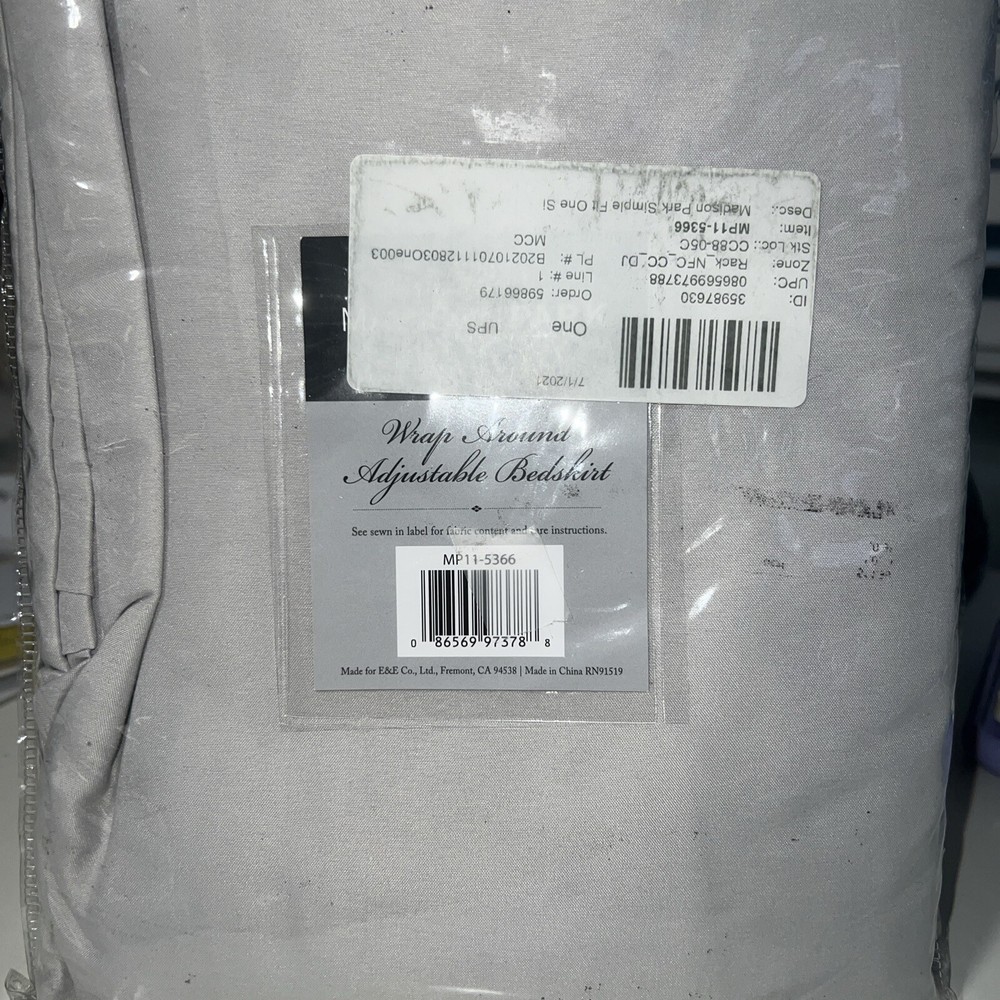 7/1/2021
One UPS
ID: 35987630 Order: 59866179
UPC: 086569973788 Line #: 1
Zone: Rack_NFC_CC_DJ PL#: B20210701112803One003
Stk Loc.: CC88-05C MCC
Item: MP11-5366
Desc.: Madison Park Simple Fit One Si
Wrap Around
Adjustable Bedskirt
See sewn in label for fabric content and care instructions.
MP11-5366
0 86569 97378 8
Made for E&E Co., Ltd., Fremont, CA 94538 | Made in China RN91519